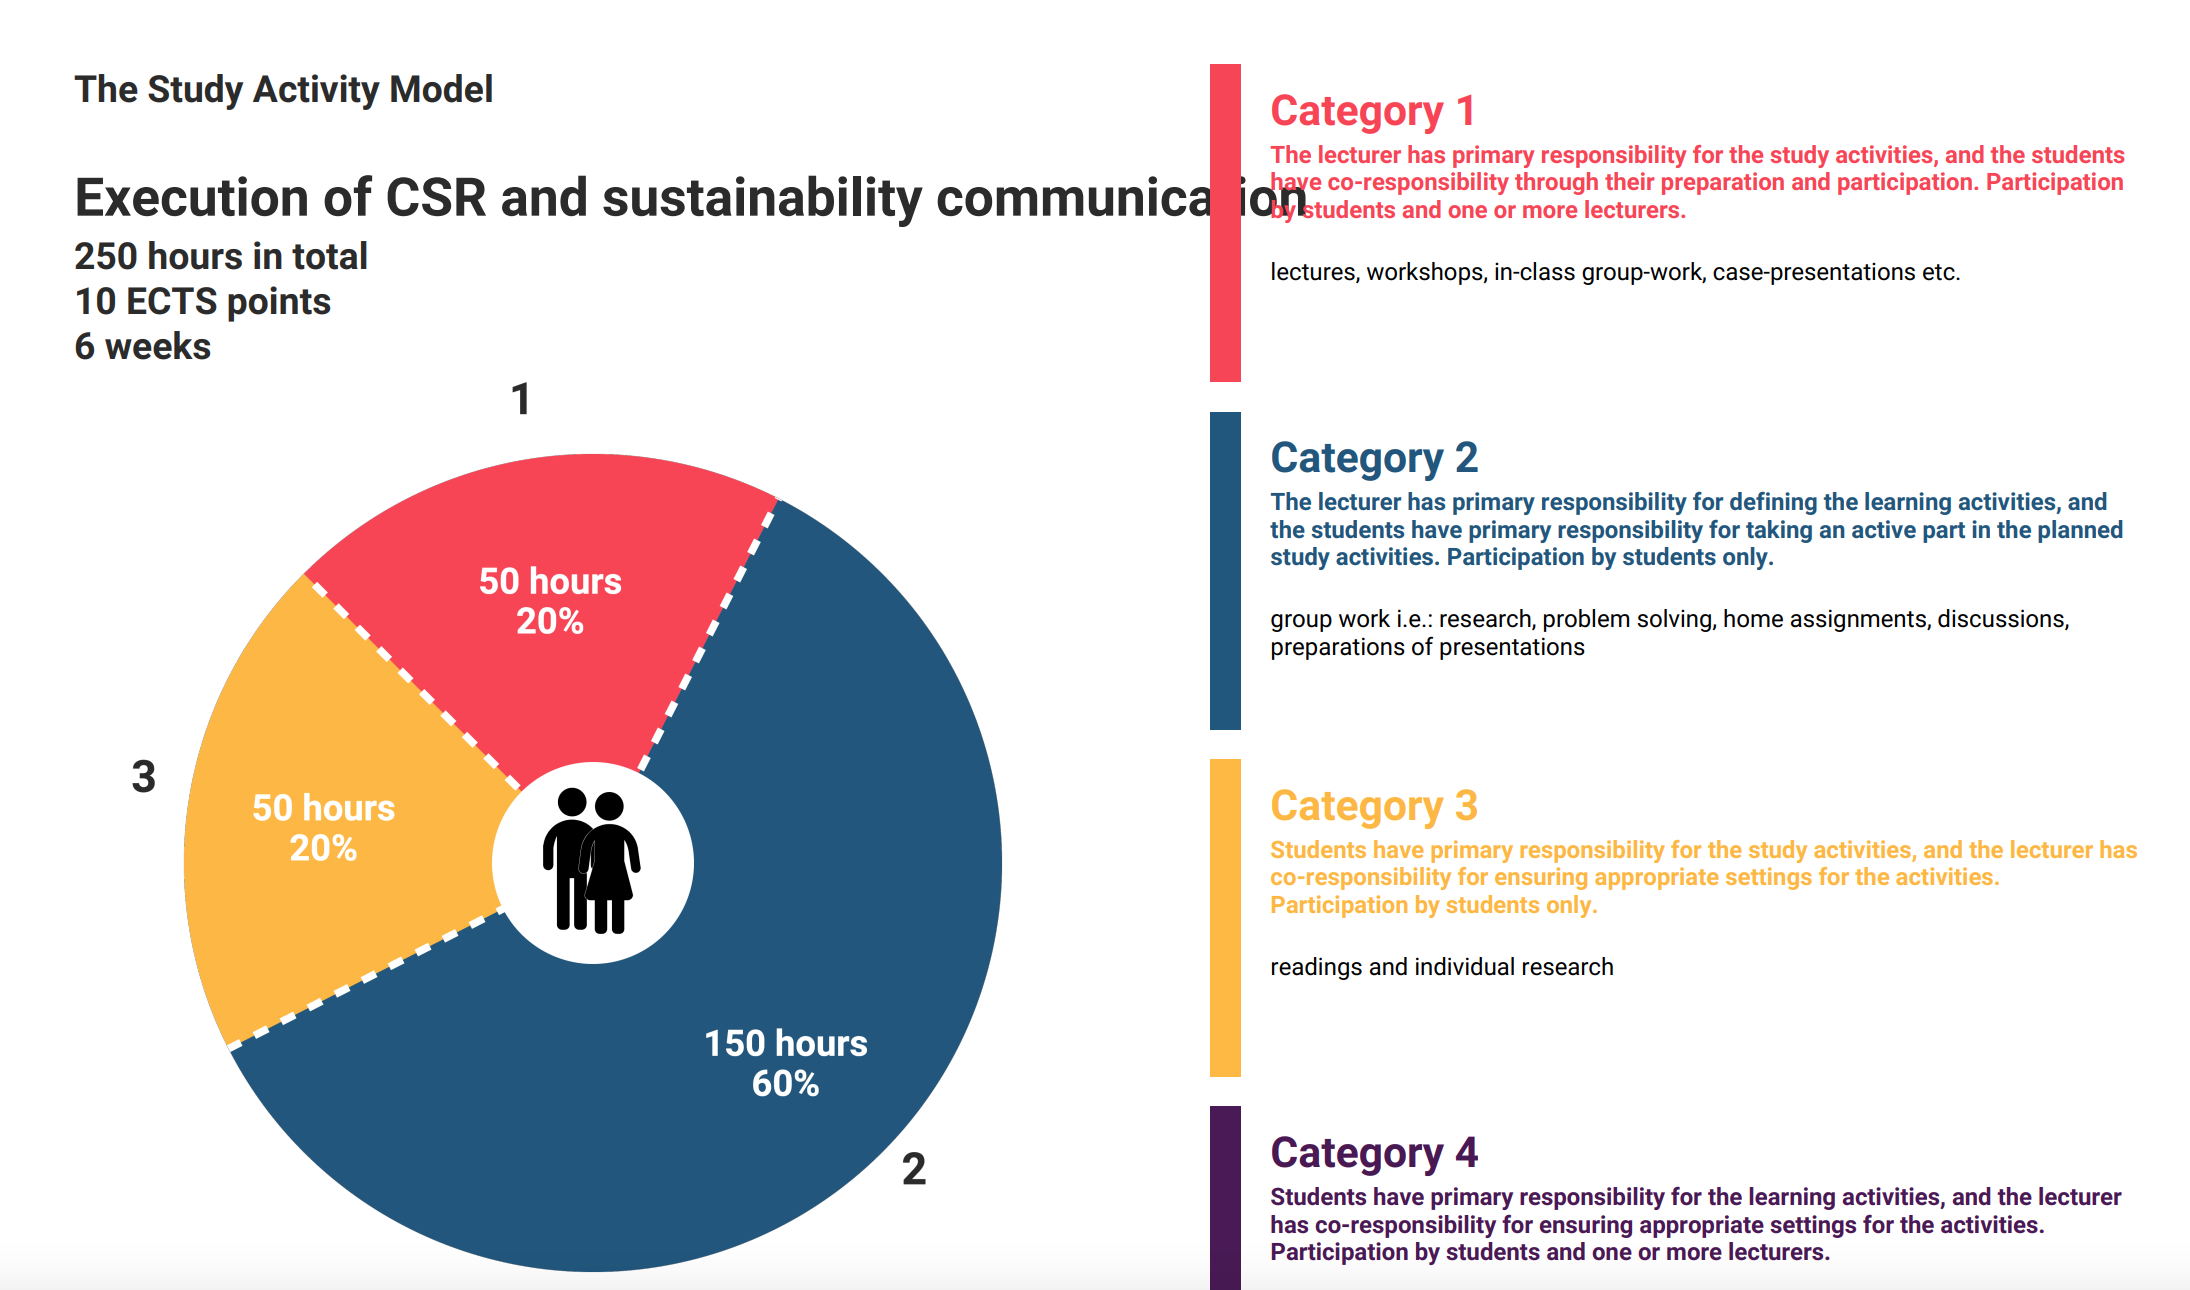 The Study Activity Model
Execution of CSR and sustainability communication
250 hours in total
10 ECTS points
6 weeks
1
50 hours
20%
3
50 hours
20%
150 hours
60%
2
Category 1
The lecturer has primary responsibility for the study activities, and the students
have co-responsibility through their preparation and participation. Participation
by students and one or more lecturers.
lectures, workshops, in-class group-work, case-presentations etc.
Category 2
The lecturer has primary responsibility for defining the learning activities, and
the students have primary responsibility for taking an active part in the planned
study activities. Participation by students only.
group work i.e.: research, problem solving, home assignments, discussions,
preparations of presentations
Category 3
Students have primary responsibility for the study activities, and the lecturer has
co-responsibility for ensuring appropriate settings for the activities.
Participation by students only.
readings and individual research
Category 4
Students have primary responsibility for the learning activities, and the lecturer
has co-responsibility for ensuring appropriate settings for the activities.
Participation by students and one or more lecturers.